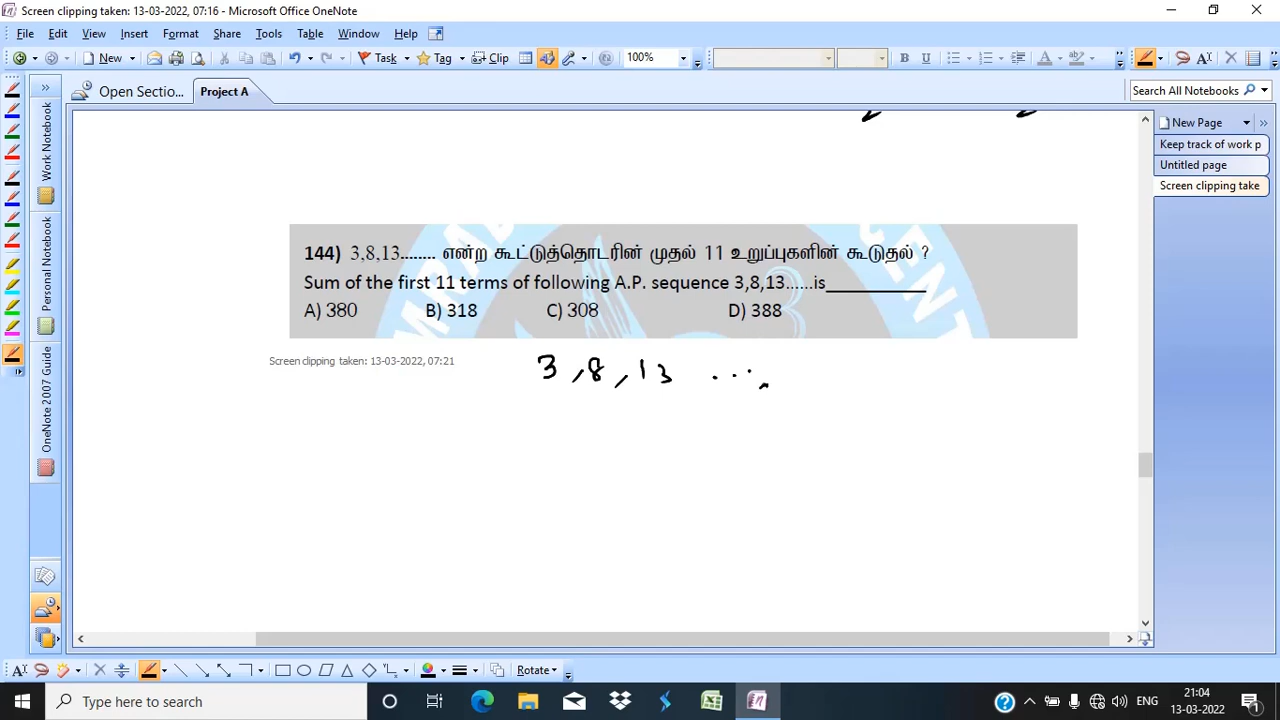 Screen clipping taken: 13-03-2022, 07:16 - Microsoft Office OneNote
File Edit View Insert Format Share Tools Table Window Help
New Task Tag Clip 100% B I U
Open Sectio... Project A Search All Notebooks
New Page
Keep track of work p
Untitled page
Screen clipping take
Work Notebook
Personal Notebook
OneNote 2007 Guide
144) 3,8,13........ என்ற கூட்டுத்தொடரின் முதல் 11 உறுப்புகளின் கூடுதல் ?
Sum of the first 11 terms of following A.P. sequence 3,8,13......is__________
A) 380 B) 318 C) 308 D) 388
Screen clipping taken: 13-03-2022, 07:21
3 , 8 , 13 ...,
Rotate
Type here to search
ENG 21:04
13-03-2022